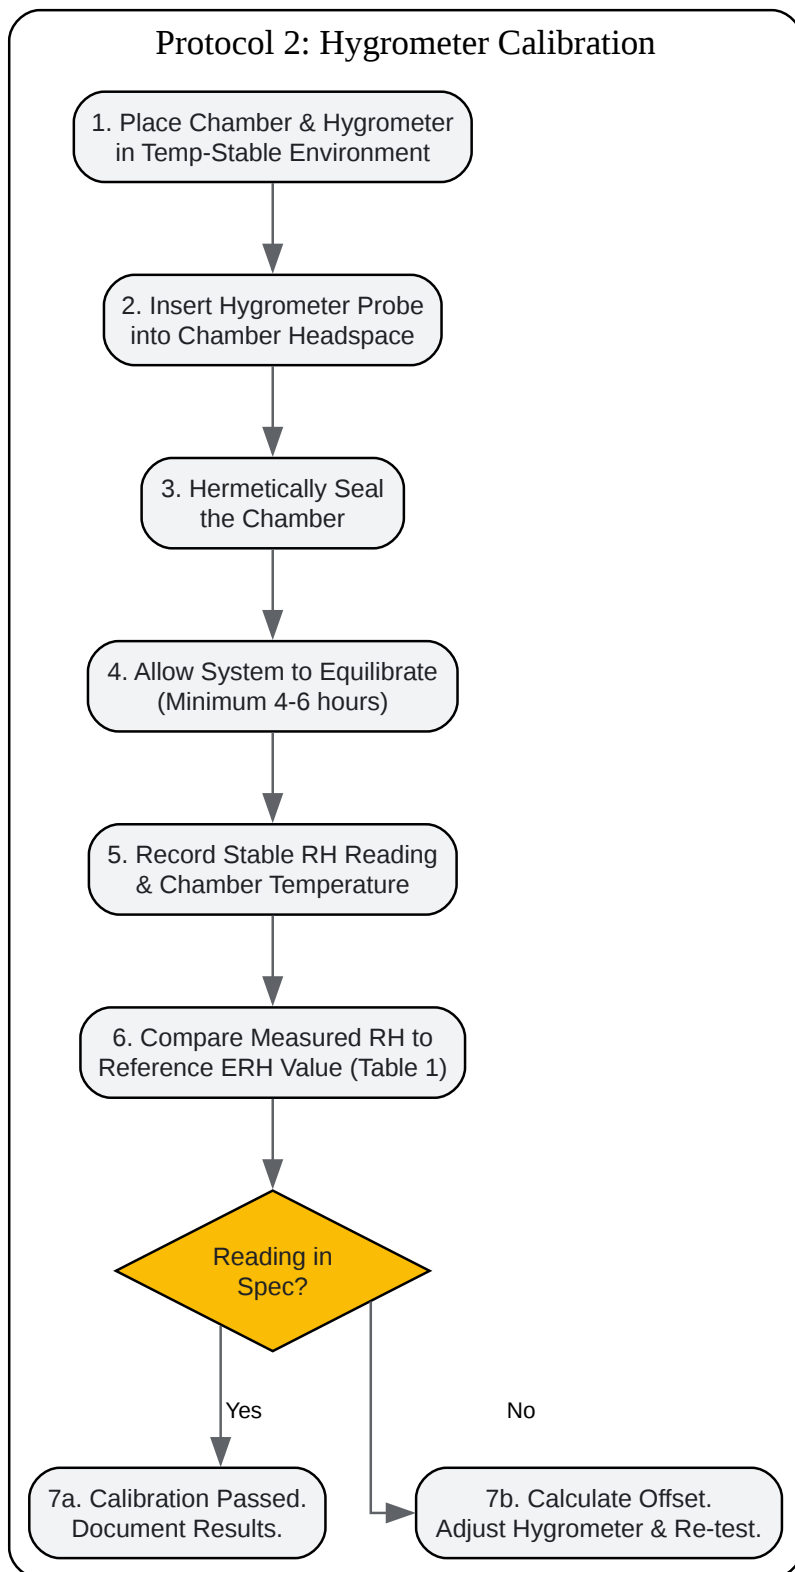 Protocol 2: Hygrometer Calibration
1. Place Chamber & Hygrometer
in Temp-Stable Environment
2. Insert Hygrometer Probe
into Chamber Headspace
3. Hermetically Seal
the Chamber
4. Allow System to Equilibrate
(Minimum 4-6 hours)
5. Record Stable RH Reading
& Chamber Temperature
6. Compare Measured RH to
Reference ERH Value (Table 1)
Reading in
Spec?
Yes
No
7a. Calibration Passed.
Document Results.
7b. Calculate Offset.
Adjust Hygrometer & Re-test.